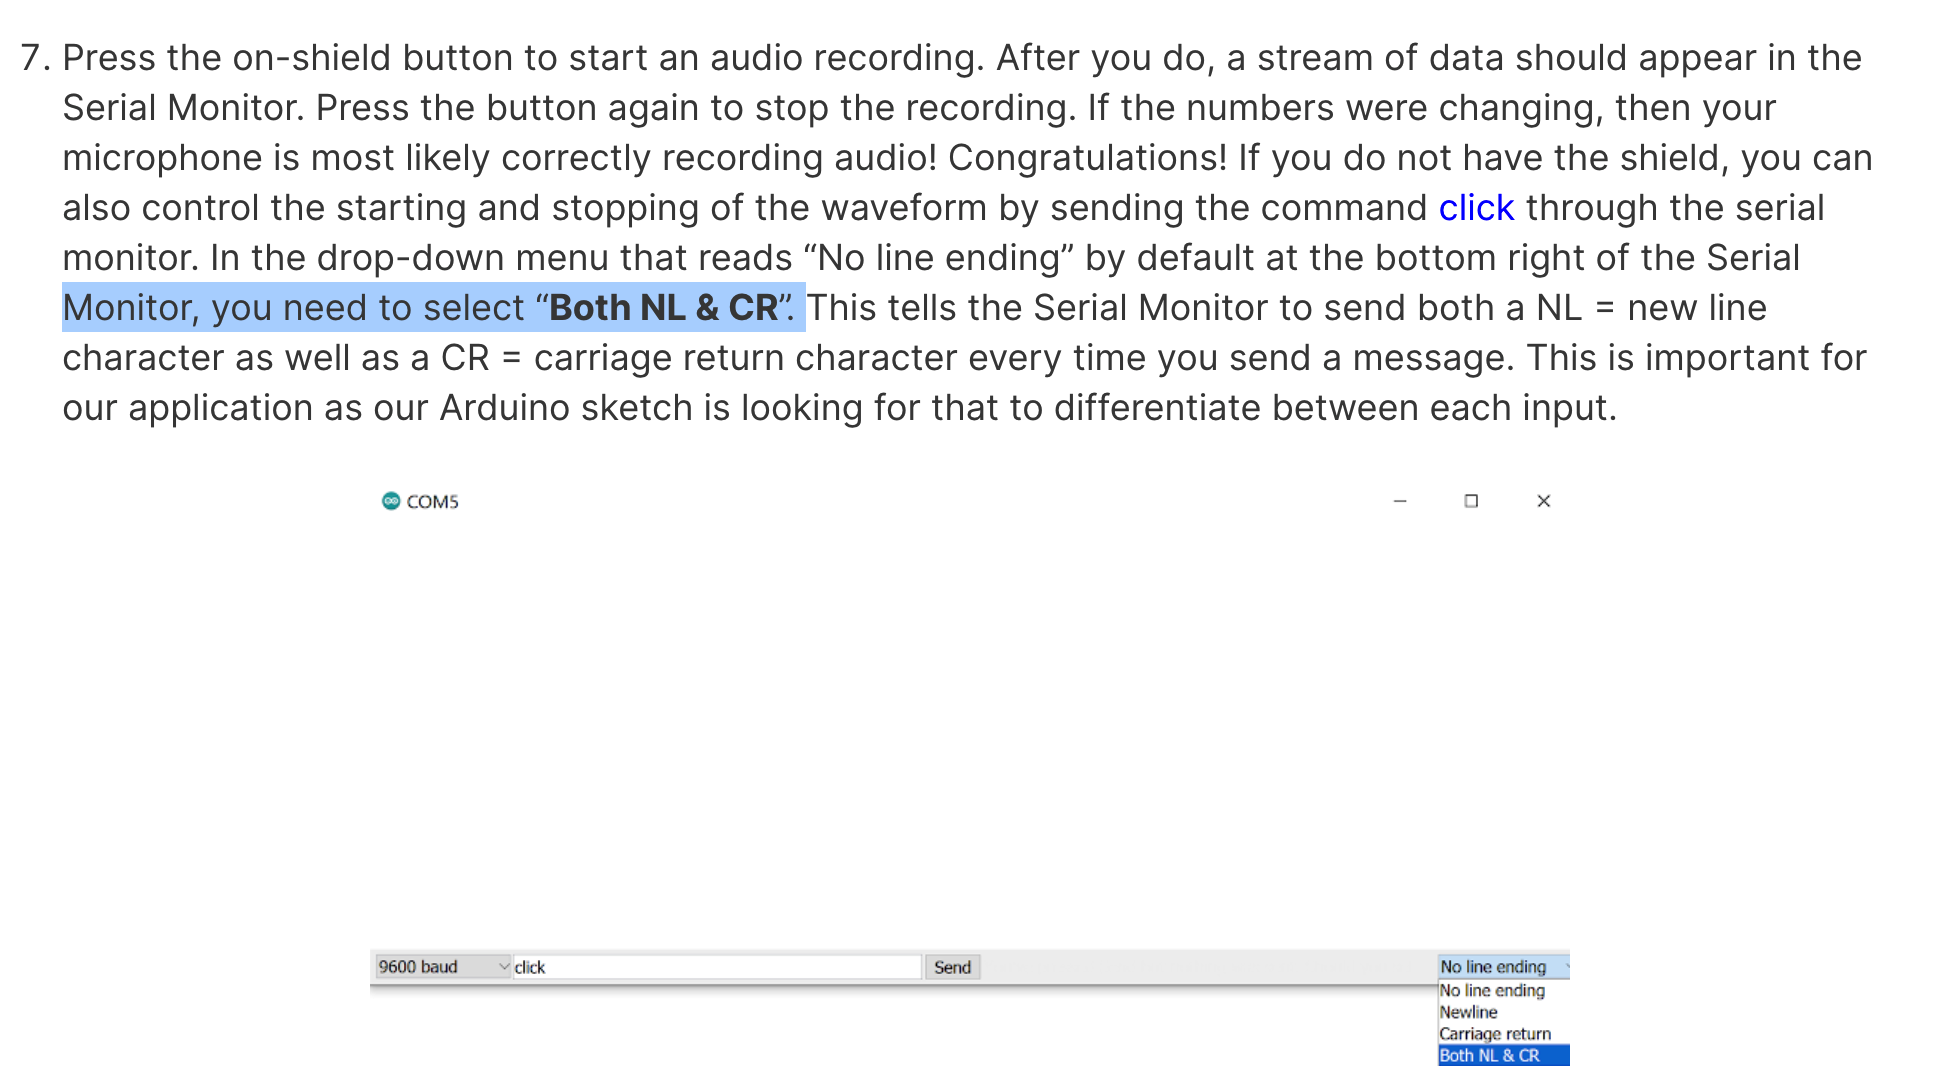 7. Press the on-shield button to start an audio recording. After you do, a stream of data should appear in the
Serial Monitor. Press the button again to stop the recording. If the numbers were changing, then your
microphone is most likely correctly recording audio! Congratulations! If you do not have the shield, you can
also control the starting and stopping of the waveform by sending the command click through the serial
monitor. In the drop-down menu that reads “No line ending” by default at the bottom right of the Serial
Monitor, you need to select “Both NL & CR”. This tells the Serial Monitor to send both a NL = new line
character as well as a CR = carriage return character every time you send a message. This is important for
our application as our Arduino sketch is looking for that to differentiate between each input.
COM5
9600 baud click Send No line ending
No line ending
Newline
Carriage return
Both NL & CR